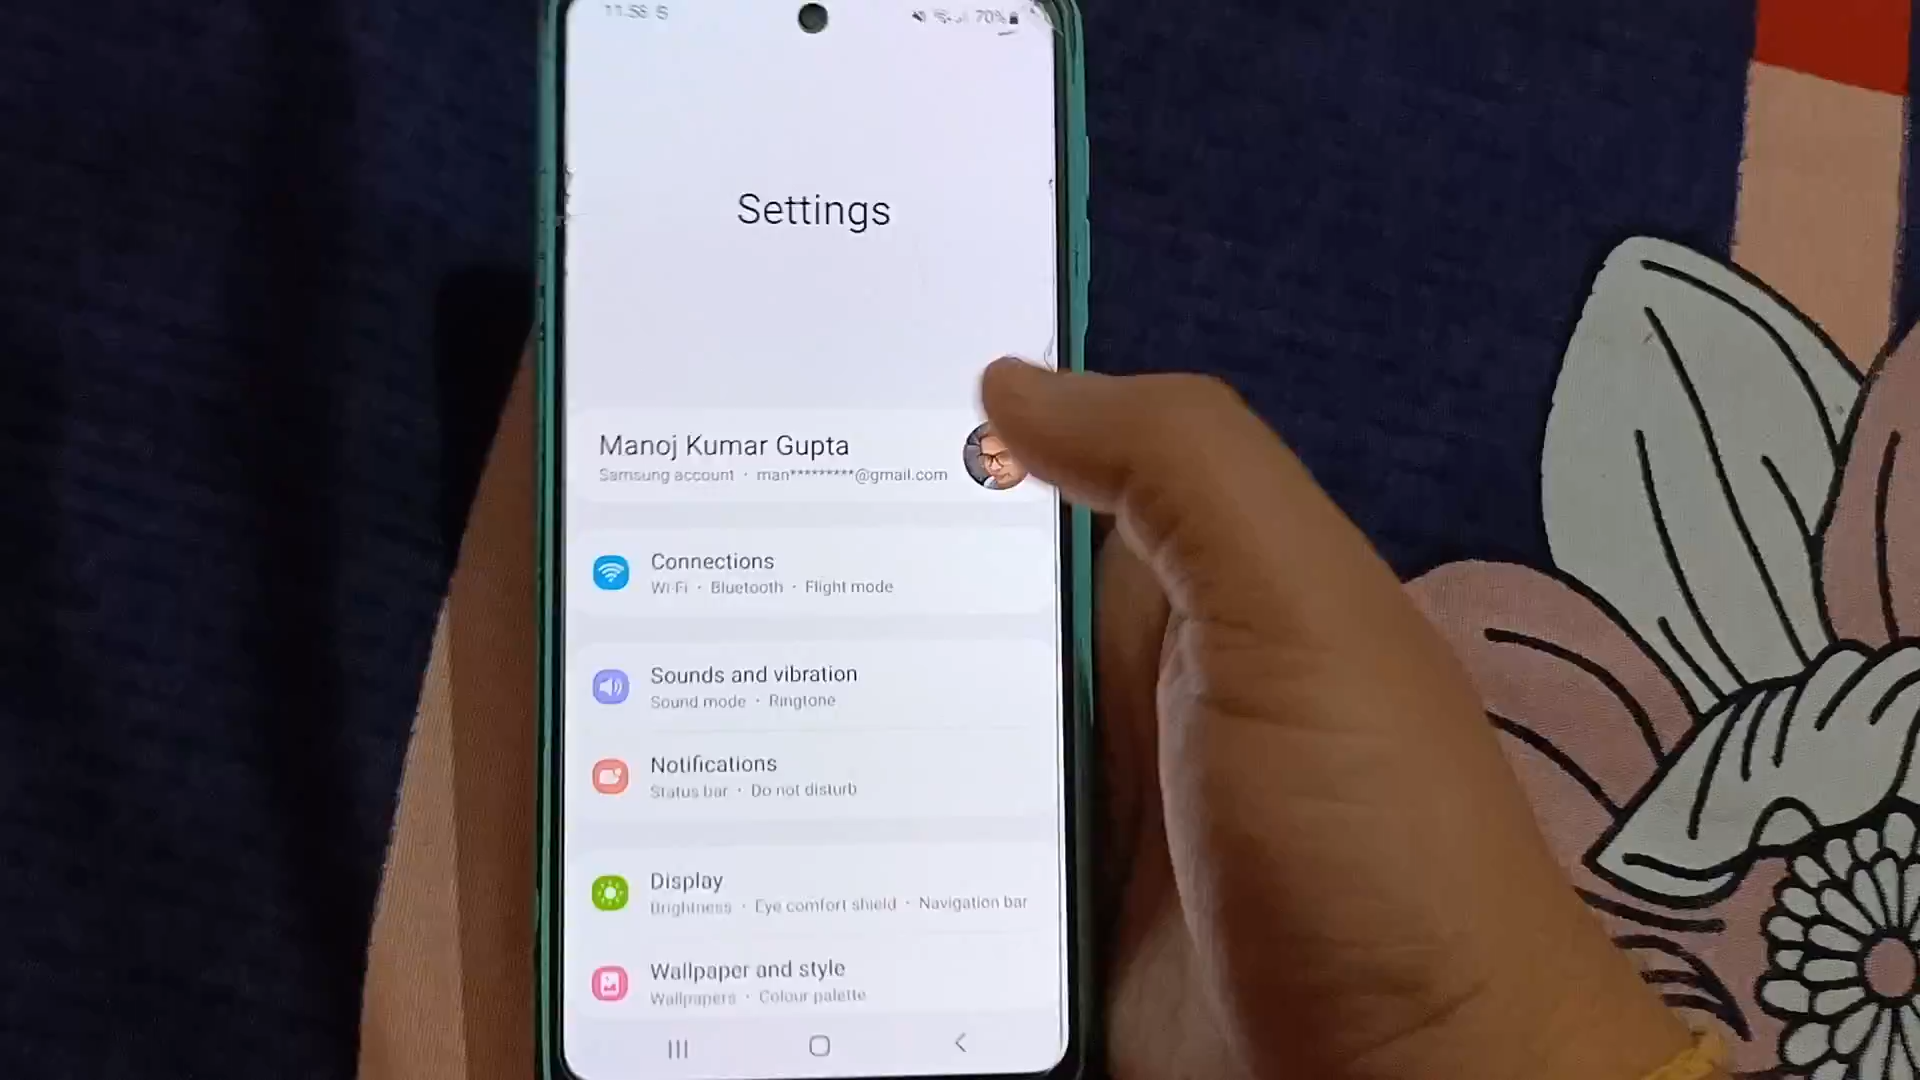 11:58 S
70%
Settings
Manoj Kumar Gupta
Samsung account • man*********@gmail.com
Connections
Wi-Fi • Bluetooth • Flight mode
Sounds and vibration
Sound mode • Ringtone
Notifications
Status bar • Do not disturb
Display
Brightness • Eye comfort shield • Navigation bar
Wallpaper and style
Wallpapers • Colour palette